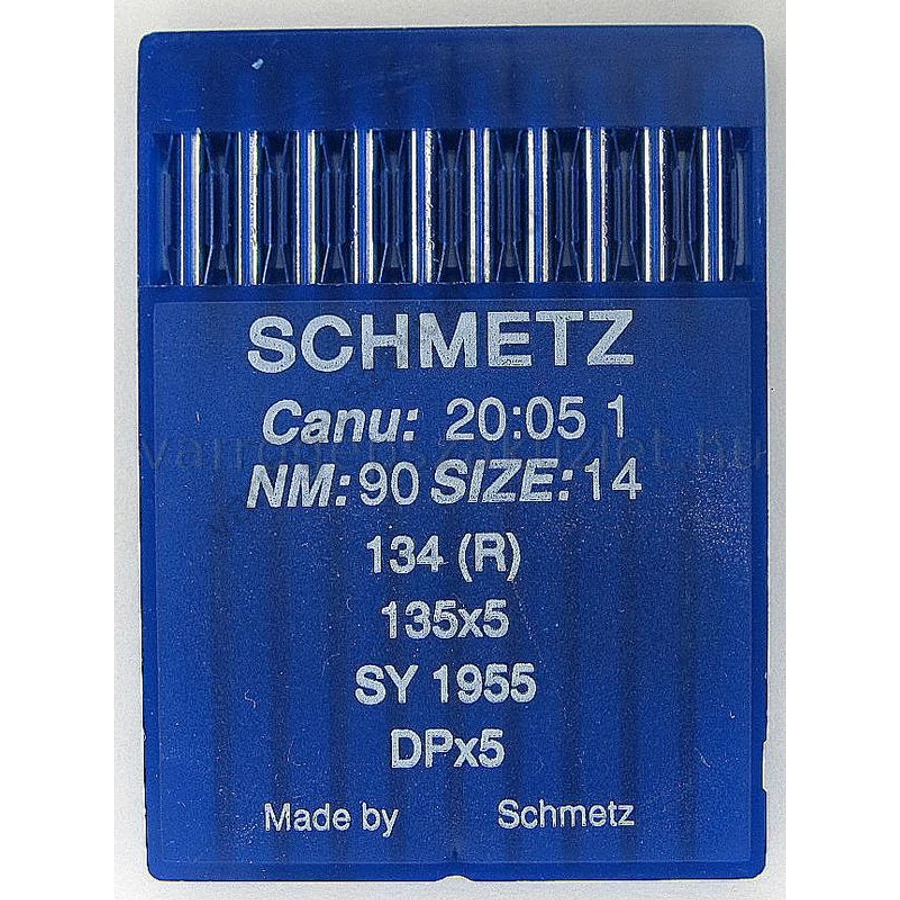 SCHMETZ
Canu: 20:05 1
NM: 90 SIZE: 14
134 (R)
135x5
SY 1955
DPx5
Made by Schmetz